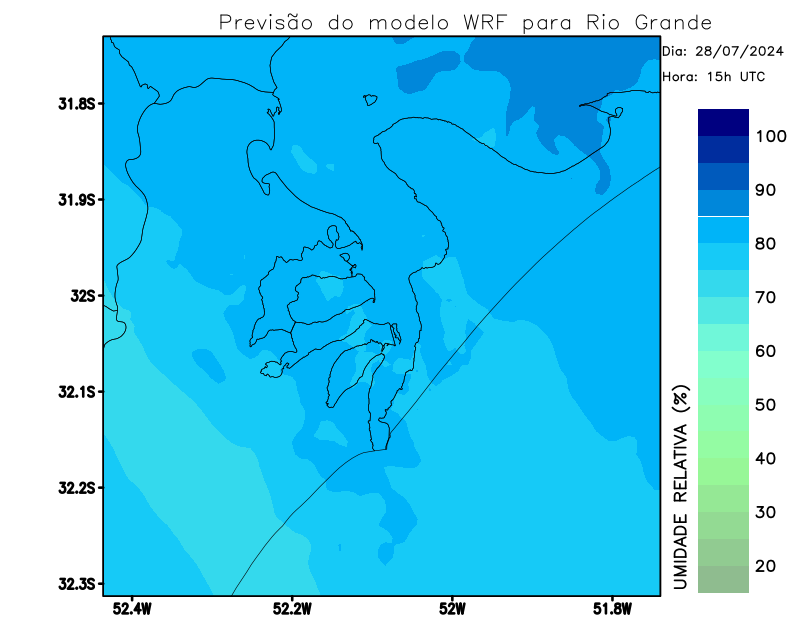 Previsão do modelo WRF para Rio Grande
Dia: 28/07/2024
Hora: 15h UTC
31.8S
31.9S
32S
32.1S
32.2S
32.3S
52.4W
52.2W
52W
51.8W
100
90
80
70
60
50
40
30
20
UMIDADE RELATIVA (%)